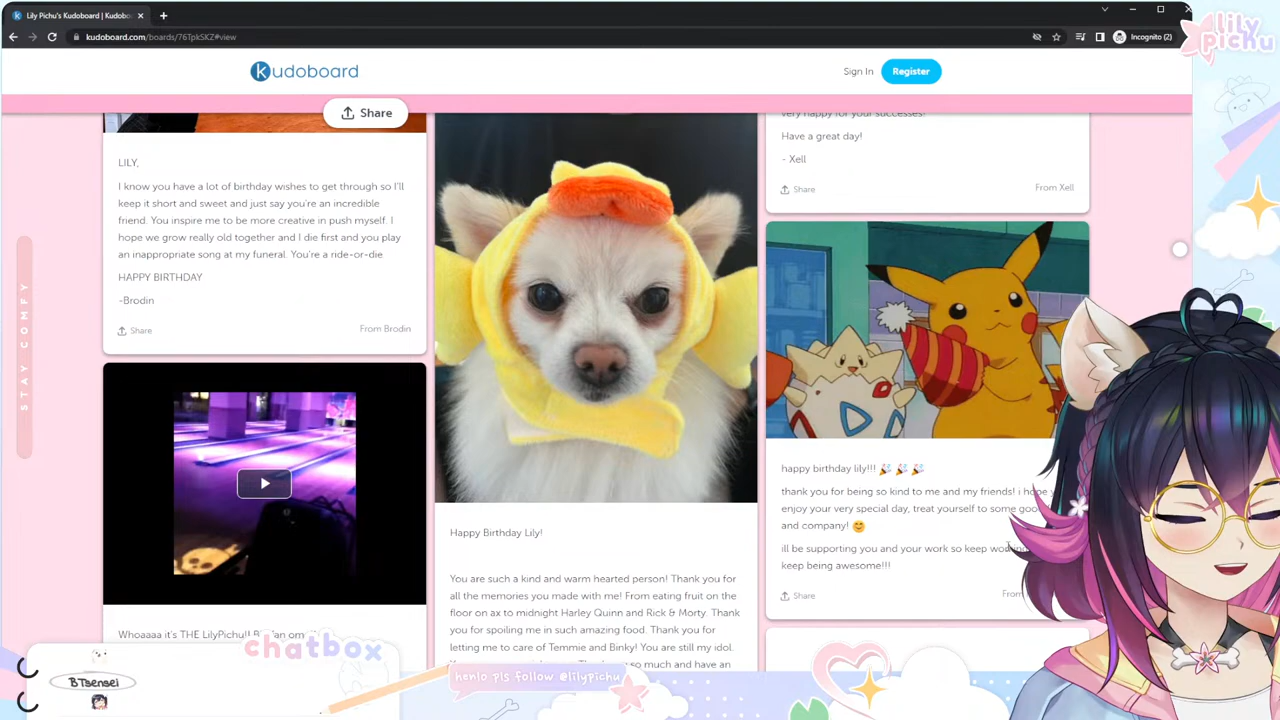 Lily Pichu's Kudoboard | Kudobo
kudoboard.com/boards/76TpkSKZ#view
Incognito (2)
lily
pichu
kudoboard
Sign In
Register
Share
LILY,
I know you have a lot of birthday wishes to get through so I'll
keep it short and sweet and just say you're an incredible
friend. You inspire me to be more creative in push myself. I
hope we grow really old together and I die first and you play
an inappropriate song at my funeral. You're a ride-or-die
HAPPY BIRTHDAY
-Brodin
Share
From Brodin
Whoaaaa it's THE LilyPichu!!
Happy Birthday Lily!
You are such a kind and warm hearted person! Thank you for
all the memories you made with me! From eating fruit on the
floor on ax to midnight Harley Quinn and Rick & Morty. Thank
you for spoiling me in such amazing food. Thank you for
letting me to care of Temmie and Binky! You are still my idol.
so much and have an
very happy for your successes!
Have a great day!
- Xell
Share
From Xell
happy birthday lily!!! 🎉 🎉 🎉
thank you for being so kind to me and my friends! i hope
enjoy your very special day, treat yourself to some
and company! 😊
ill be supporting you and your work so keep
keep being awesome!!!
Share
From
STAY COMFY
chatbox
BTsensei
henlo pls follow @lilypichu